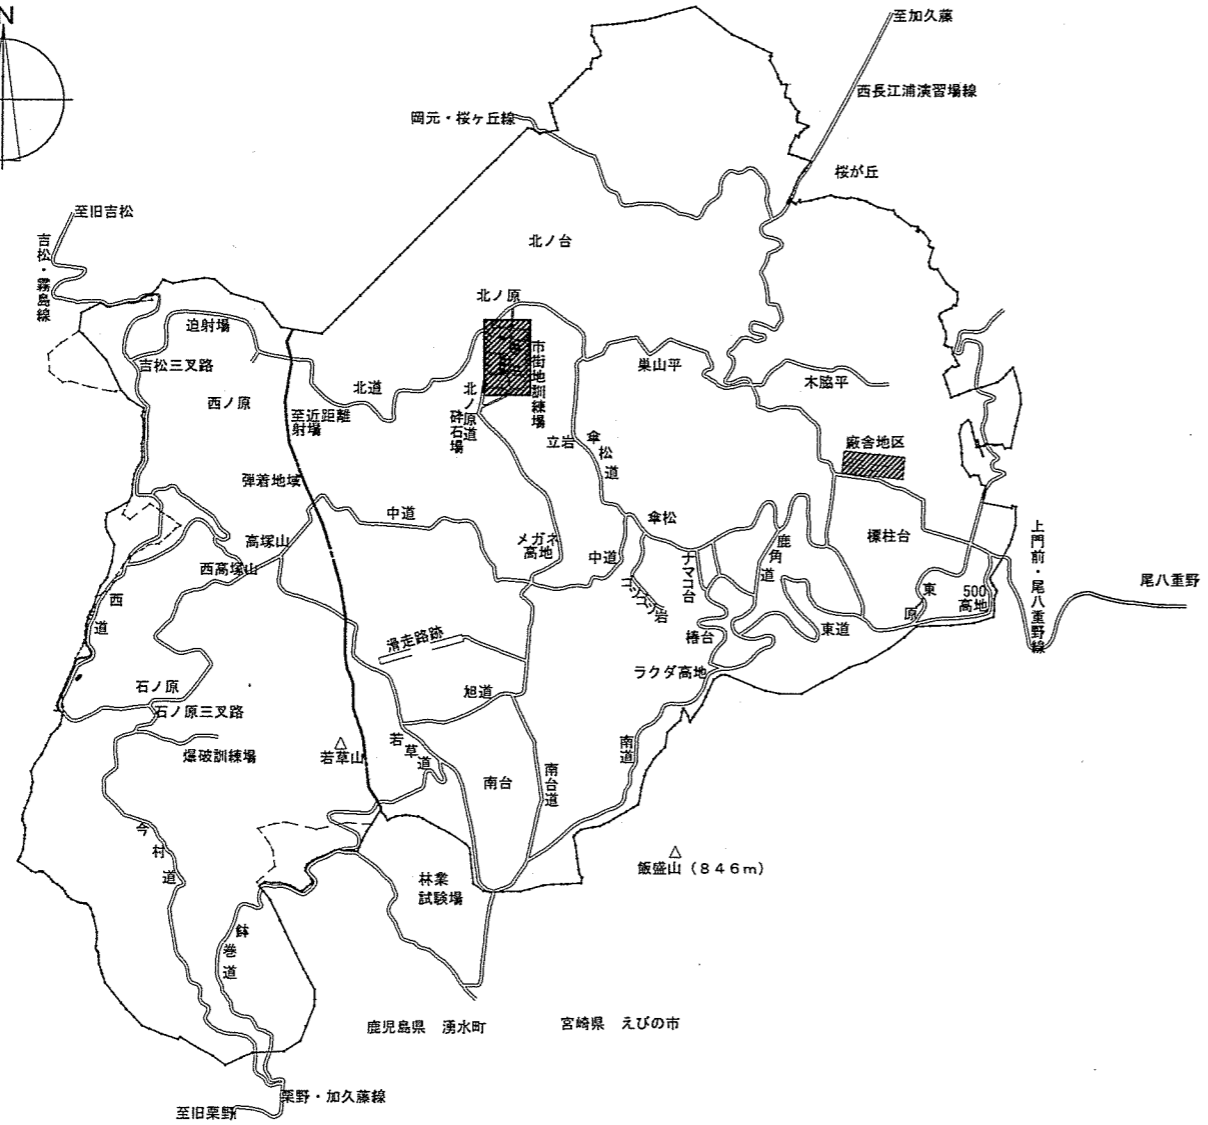 N
至加久藤
西長江浦演習場線
岡元・桜ヶ丘線
桜が丘
至旧吉松
吉松・霧島線
北ノ台
北ノ原
迫射場
市街地訓練場
吉松三叉路
巣山平
北道
木脇平
西ノ原
至近距離
射場
北ノ原道
砕石場
立岩
傘松道
廠舎地区
弾着地域
中道
傘松
上門前・尾八重野線
高塚山
メガネ
高地
中道
ナマコ台
鹿角道
標柱台
西高塚山
ゴジラ岩
尾八重野
西道
東原
500
高地
椿台
東道
滑走路跡
ラクダ高地
石ノ原
旭道
石ノ原三叉路
若草道
南道
爆破訓練場
若草山
南台
南台道
今村道
飯盛山(846m)
林業
試験場
鉢巻道
鹿児島県 湧水町
宮崎県 えびの市
栗野・加久藤線
至旧栗野